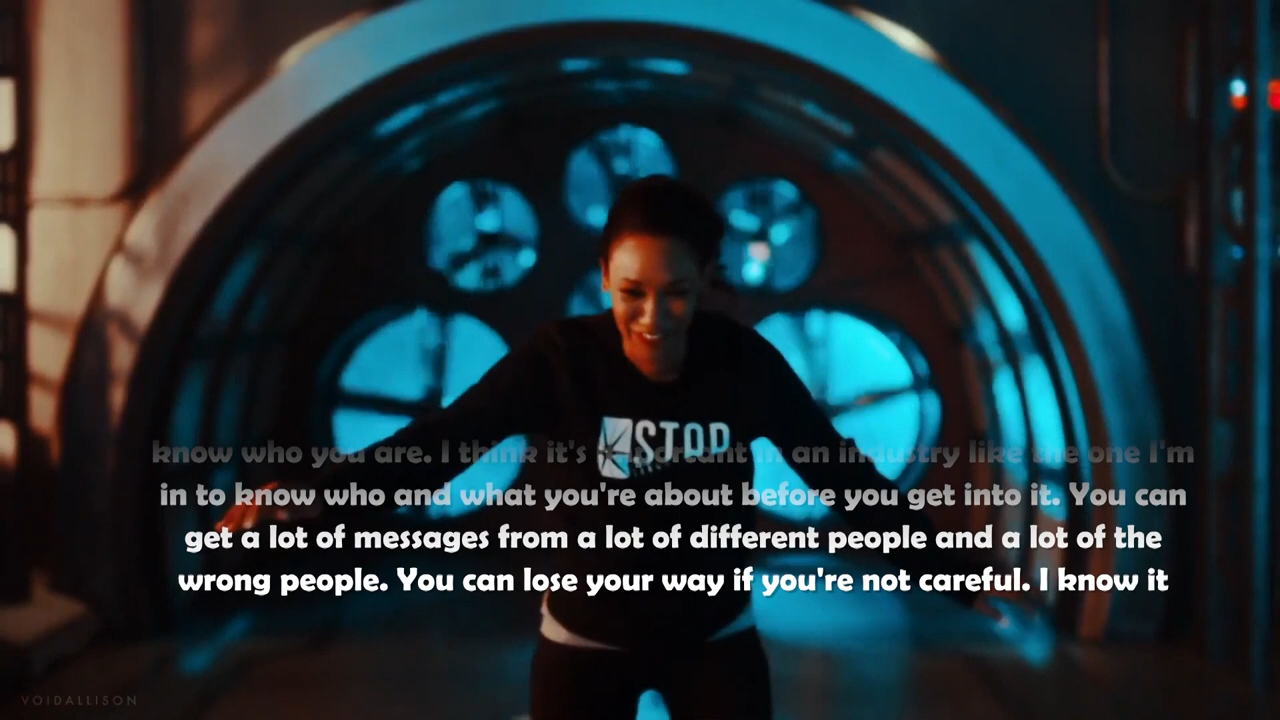 STAR
know who you are. I think it's important in an industry like the one I'm
in to know who and what you're about before you get into it. You can
get a lot of messages from a lot of different people and a lot of the
wrong people. You can lose your way if you're not careful. I know it
VOIDALLISON